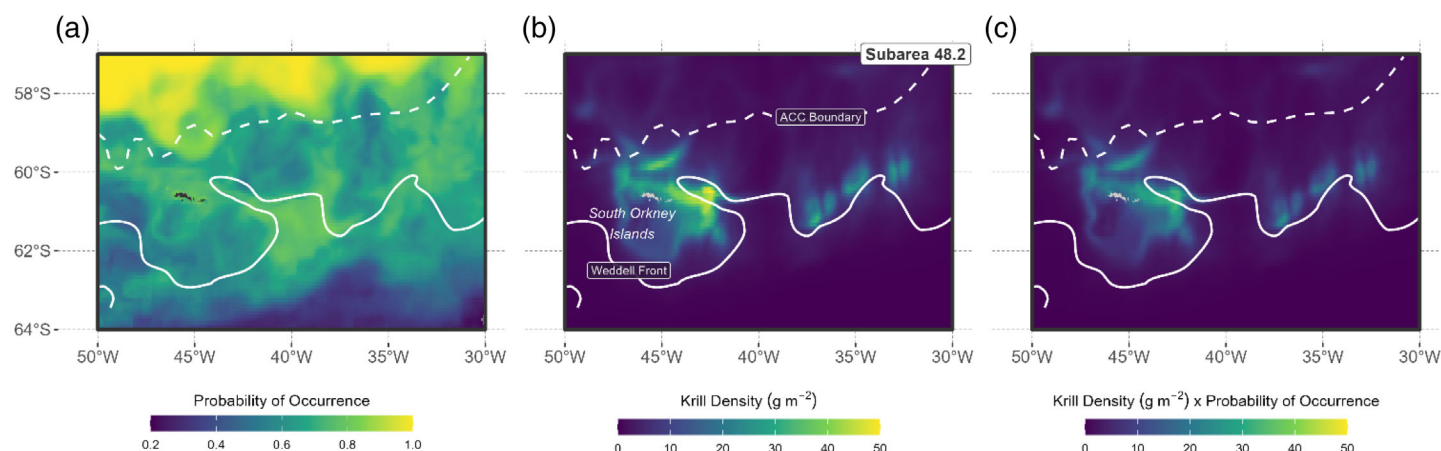 (a)
(b)
(c)
Subarea 48.2
58°S
60°S
62°S
64°S
ACC Boundary
South Orkney
Islands
Weddell Front
50°W 45°W 40°W 35°W 30°W
50°W 45°W 40°W 35°W 30°W
50°W 45°W 40°W 35°W 30°W
Probability of Occurrence
0.2 0.4 0.6 0.8 1.0
Krill Density (g m⁻²)
0 10 20 30 40 50
Krill Density (g m⁻²) x Probability of Occurrence
0 10 20 30 40 50